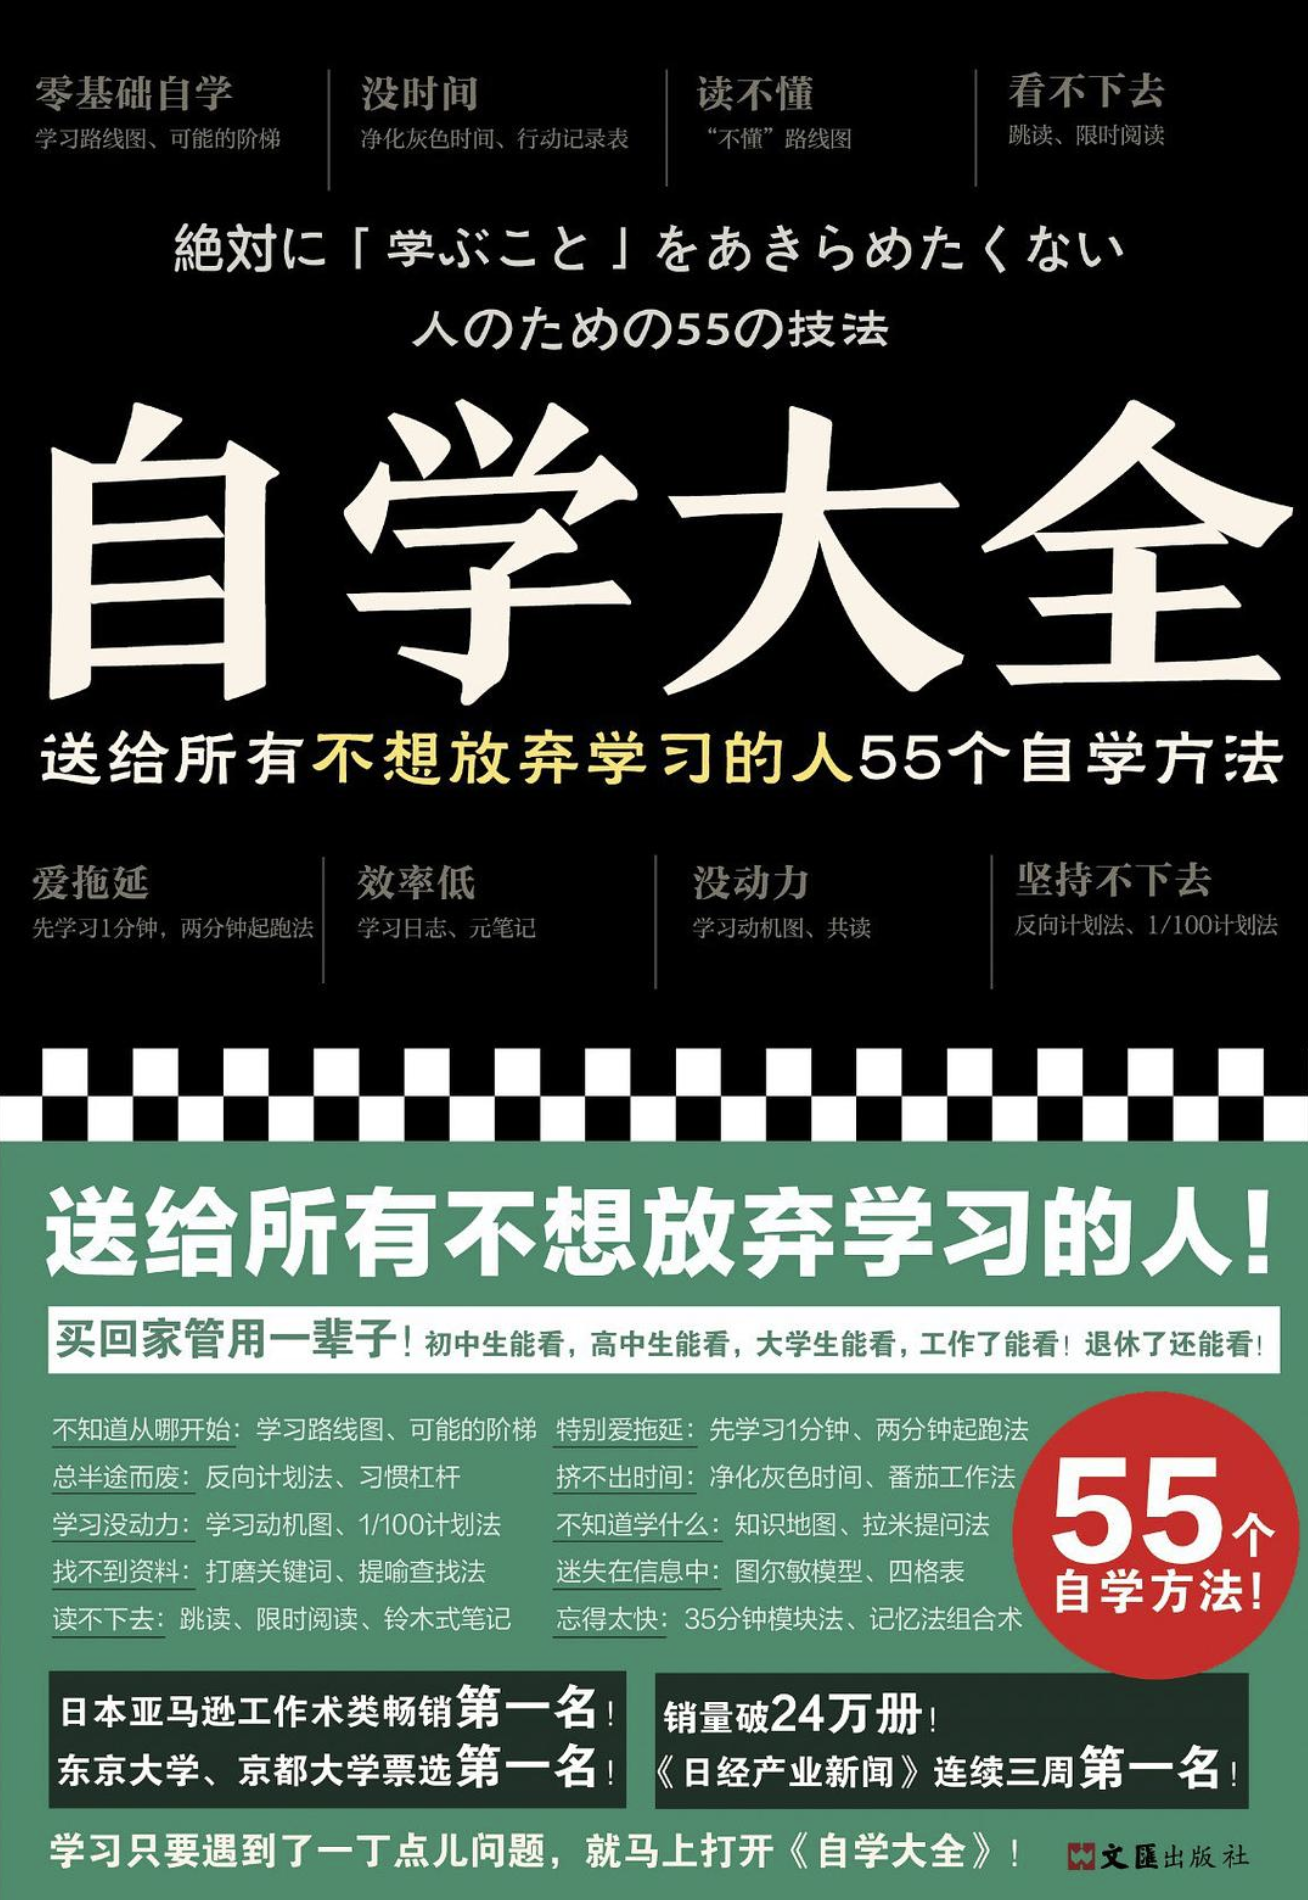 零基础自学
学习路线图、可能的阶梯
没时间
净化灰色时间、行动记录表
读不懂
“不懂”路线图
看不下去
跳读、限时阅读
絶対に「学ぶこと」をあきらめたくない
人のための55の技法
自学大全
送给所有不想放弃学习的人55个自学方法
爱拖延
先学习1分钟，两分钟起跑法
效率低
学习日志、元笔记
没动力
学习动机图、共读
坚持不下去
反向计划法、1/100计划法
送给所有不想放弃学习的人！
买回家管用一辈子！初中生能看，高中生能看，大学生能看，工作了能看！退休了还能看！
不知道从哪开始：学习路线图、可能的阶梯
总半途而废：反向计划法、习惯杠杆
学习没动力：学习动机图、1/100计划法
找不到资料：打磨关键词、提喻查找法
读不下去：跳读、限时阅读、铃木式笔记
特别爱拖延：先学习1分钟、两分钟起跑法
挤不出时间：净化灰色时间、番茄工作法
不知道学什么：知识地图、拉米提问法
迷失在信息中：图尔敏模型、四格表
忘得太快：35分钟模块法、记忆法组合术
55个
自学方法！
日本亚马逊工作术类畅销第一名！
东京大学、京都大学票选第一名！
销量破24万册！
《日经产业新闻》连续三周第一名！
学习只要遇到了一丁点儿问题，就马上打开《自学大全》！
文匯出版社